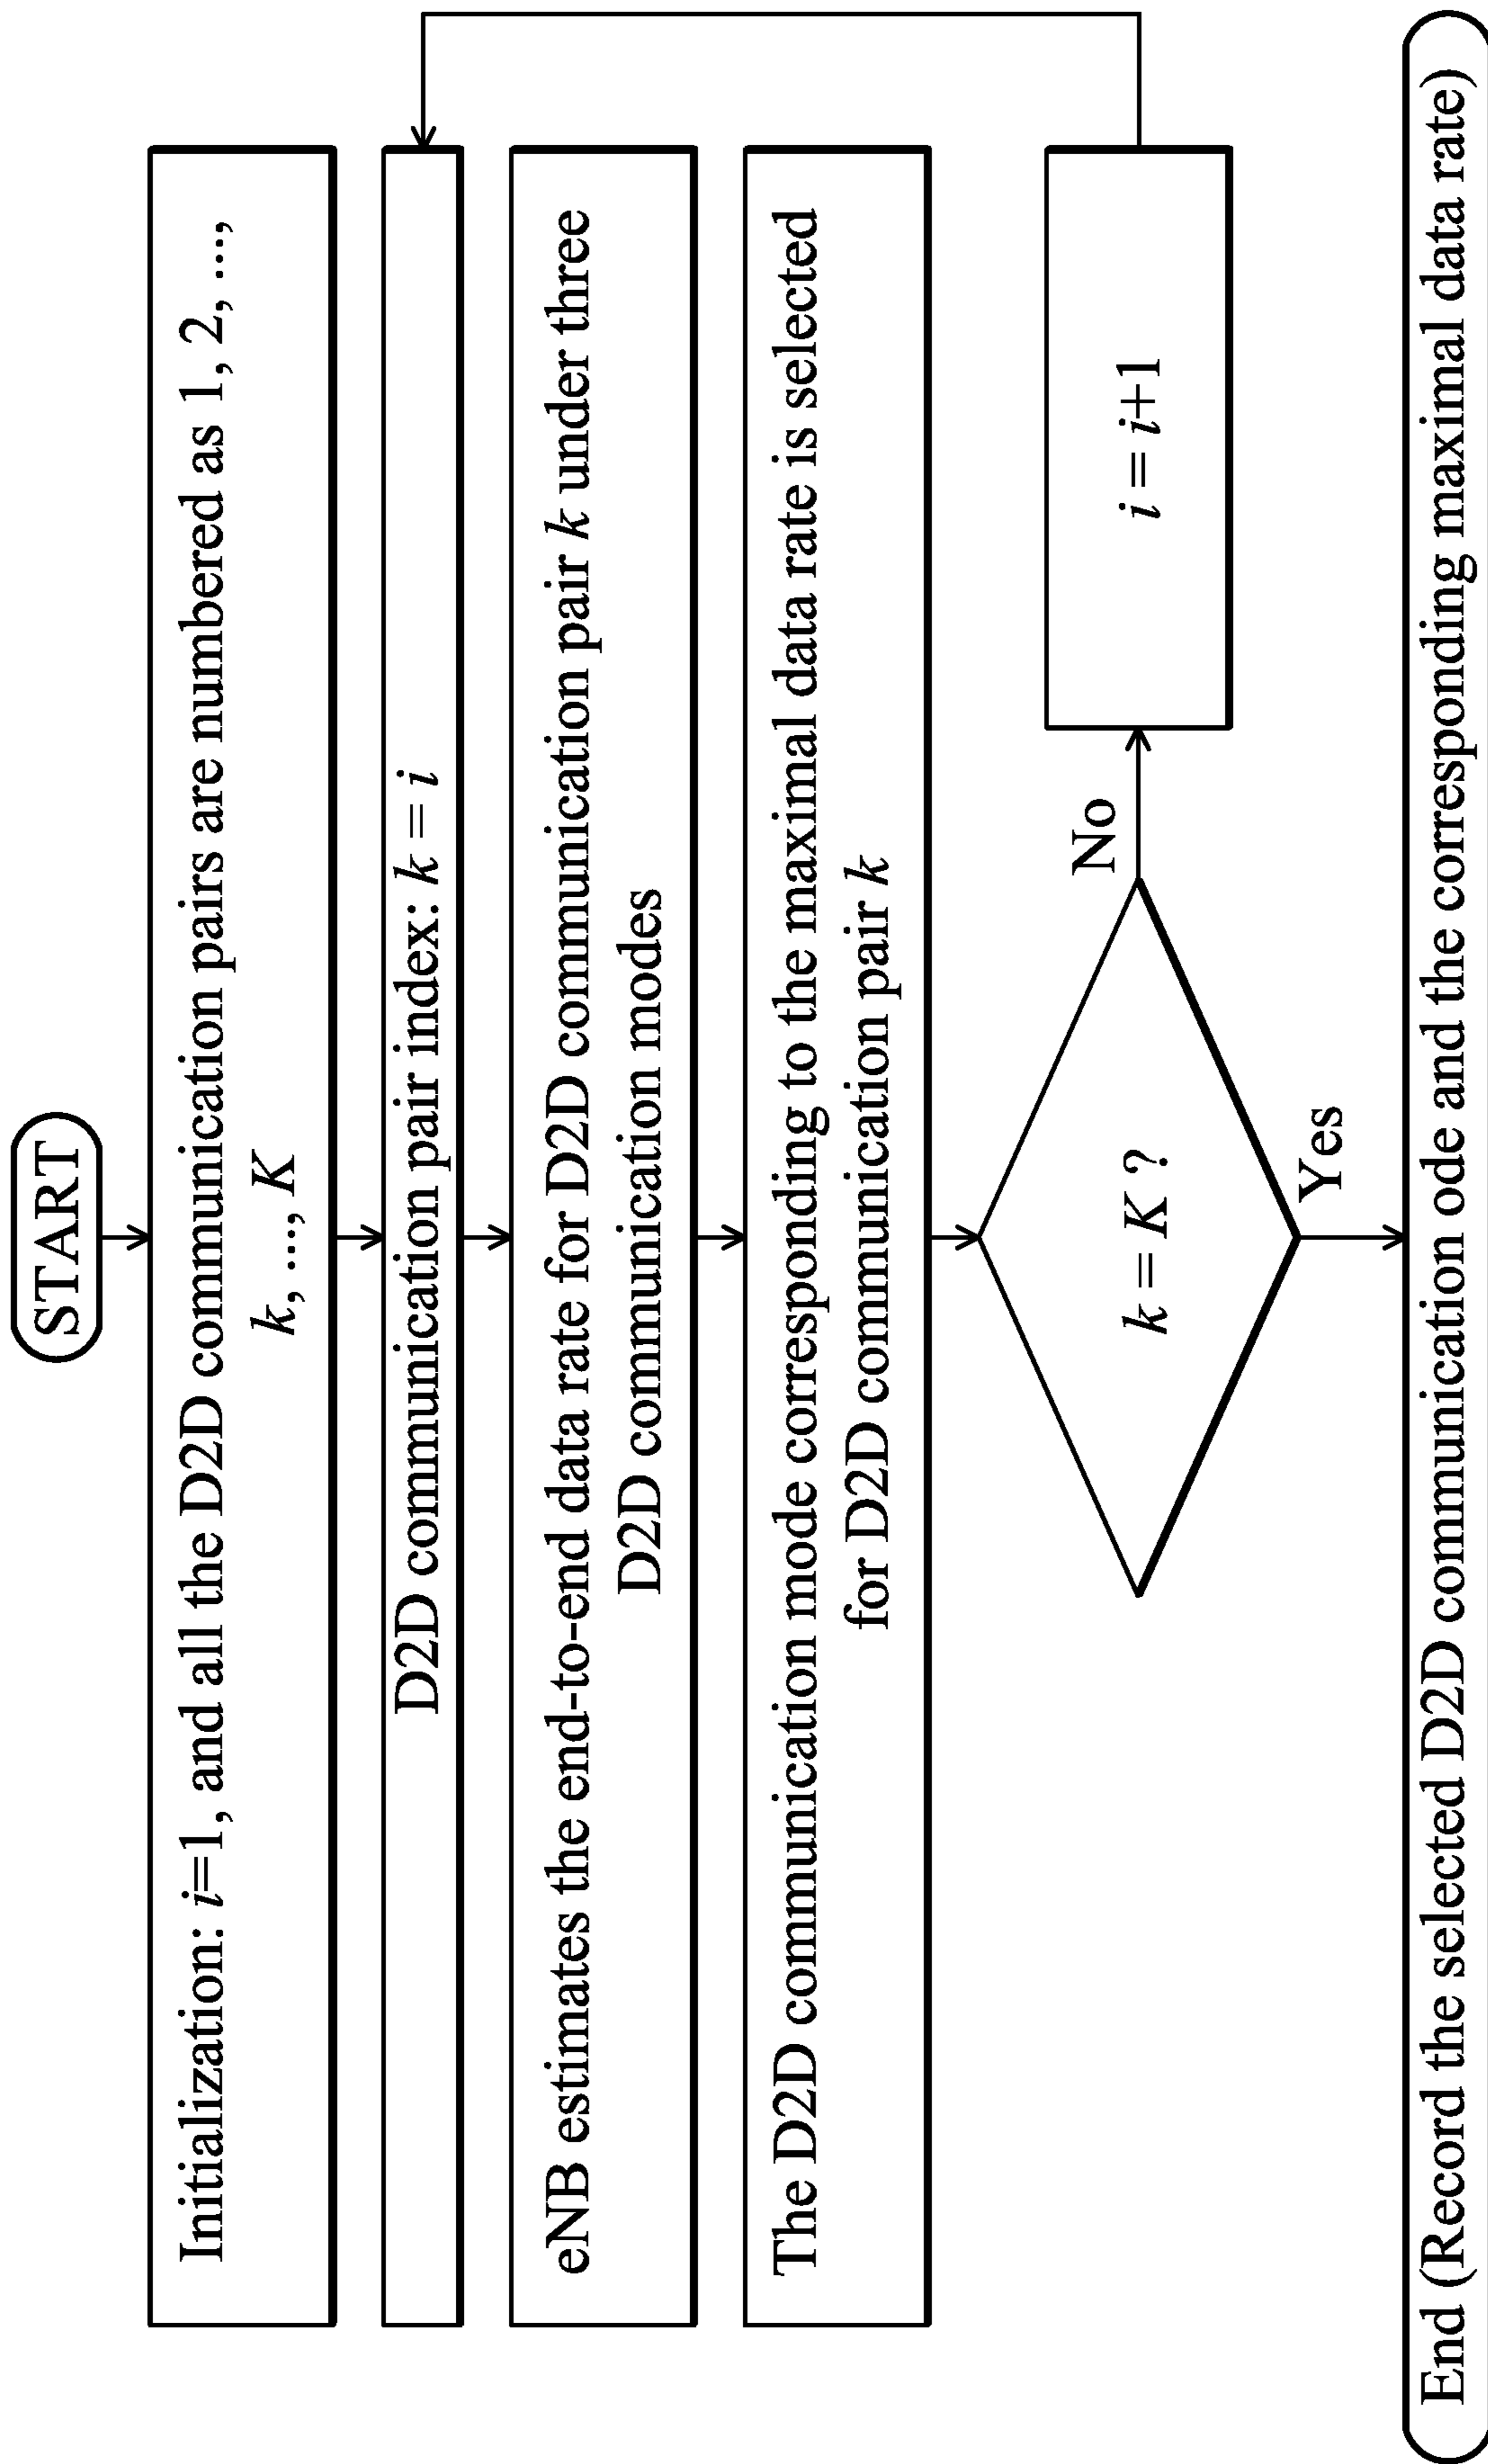 START
Initialization: i=1, and all the D2D communication pairs are numbered as 1, 2, ...,
k, ..., K
D2D communication pair index: k = i
eNB estimates the end-to-end data rate for D2D communication pair k under three
D2D communication modes
The D2D communication mode corresponding to the maximal data rate is selected
for D2D communication pair k
k = K ?
No
i = i+1
Yes
End (Record the selected D2D communication ode and the corresponding maximal data rate)